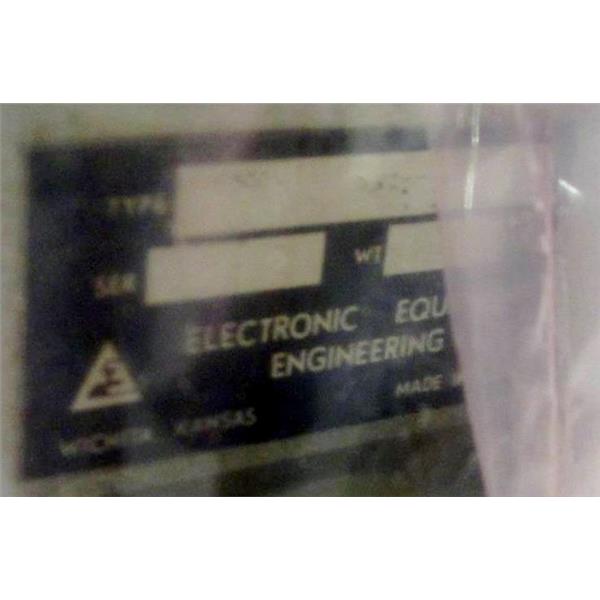 TYPE
SER WT
ELECTRONIC EQU
ENGINEERING
MADE
WICHITA, KANSAS